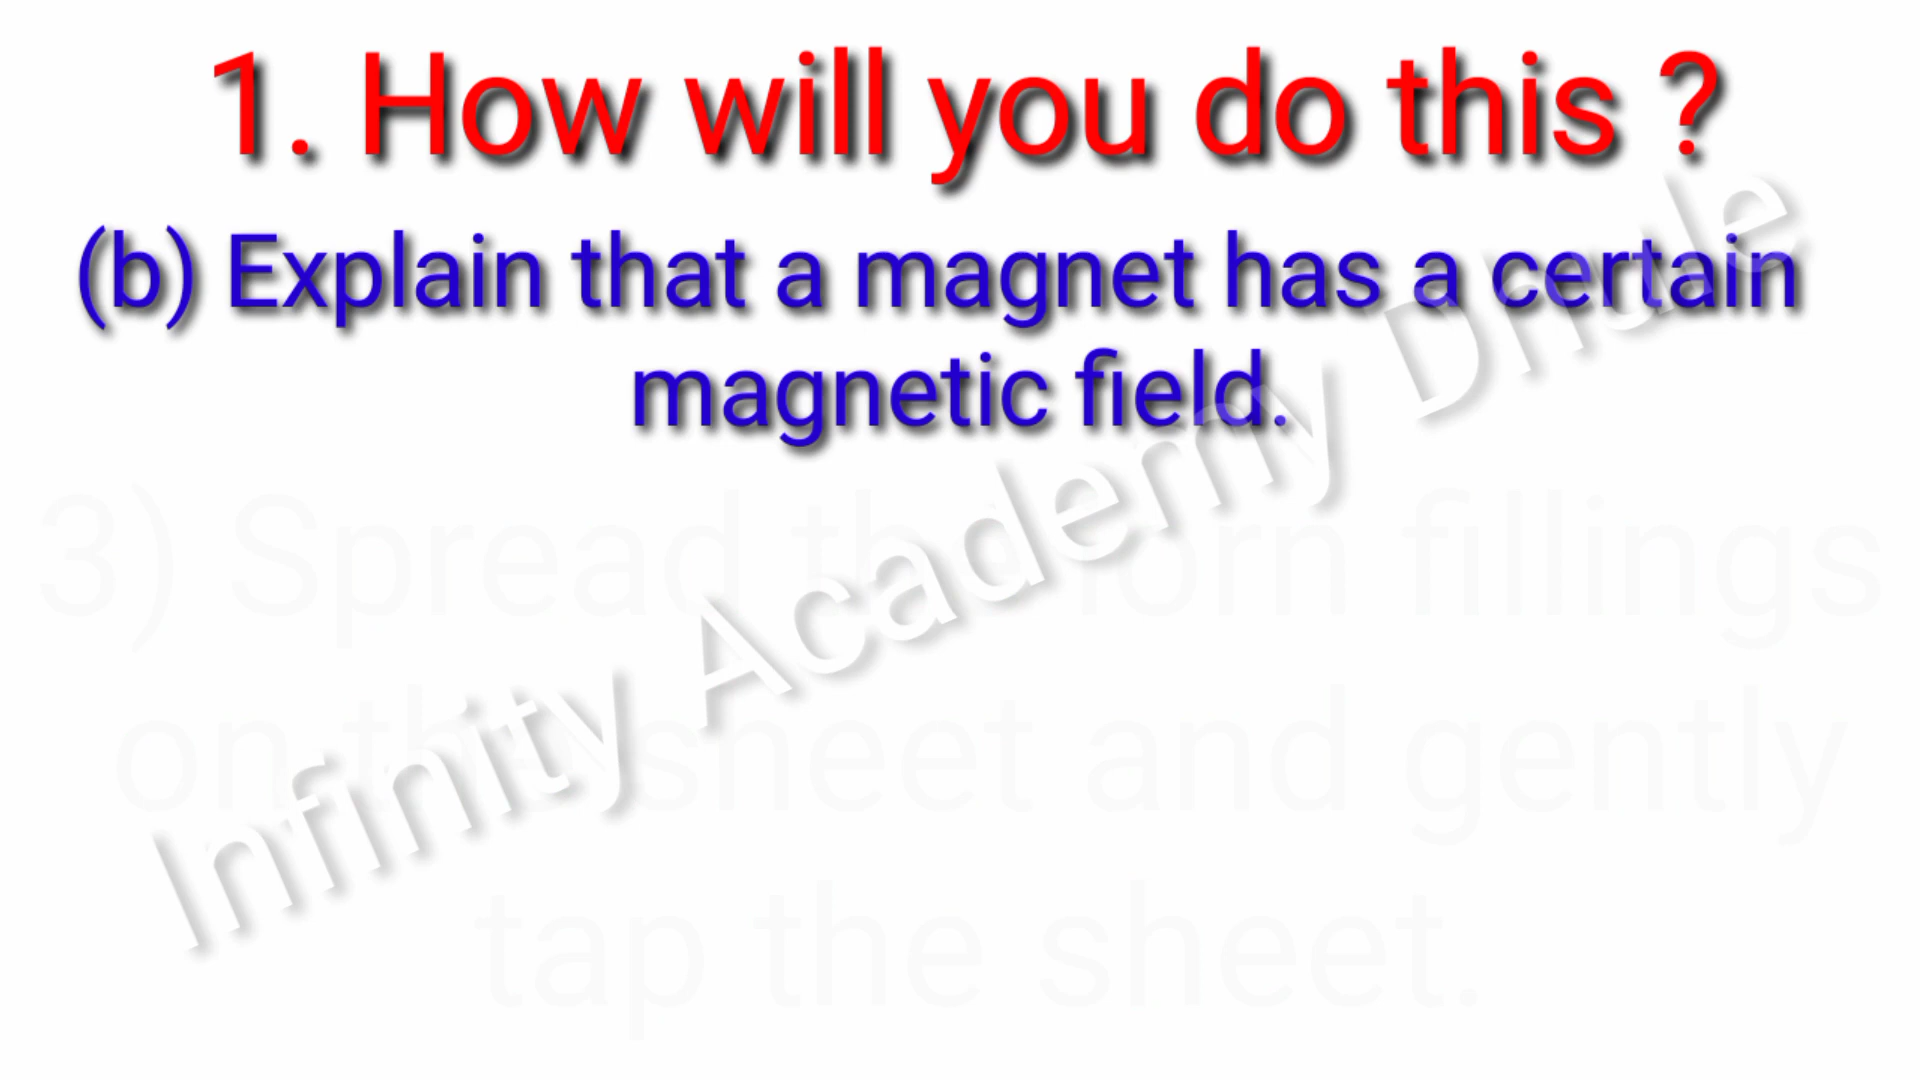 1. How will you do this ?
(b) Explain that a magnet has a certain
magnetic field.
3) Spread the iorn fillings
on the sheet and gently
tap the sheet.
Infinity Academy Dhule